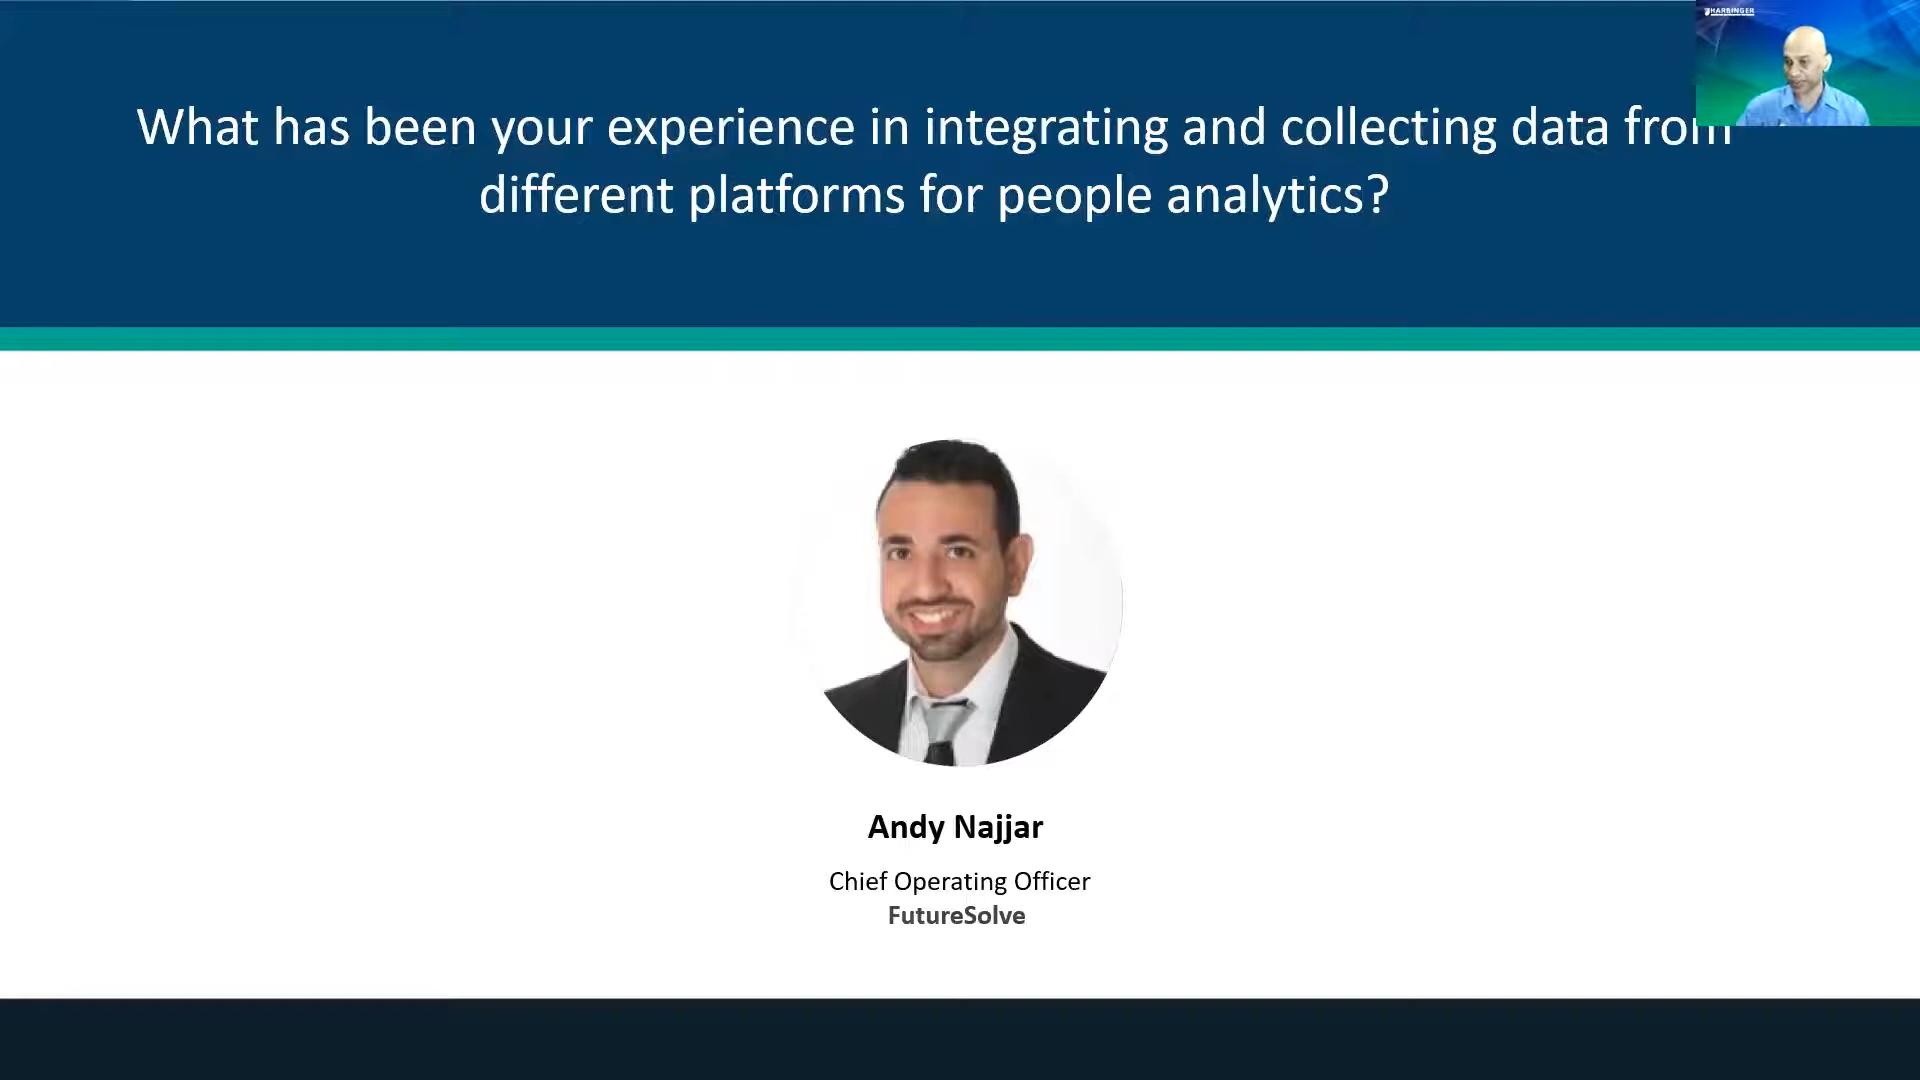 What has been your experience in integrating and collecting data from
different platforms for people analytics?
HARBINGER
Andy Najjar
Chief Operating Officer
FutureSolve